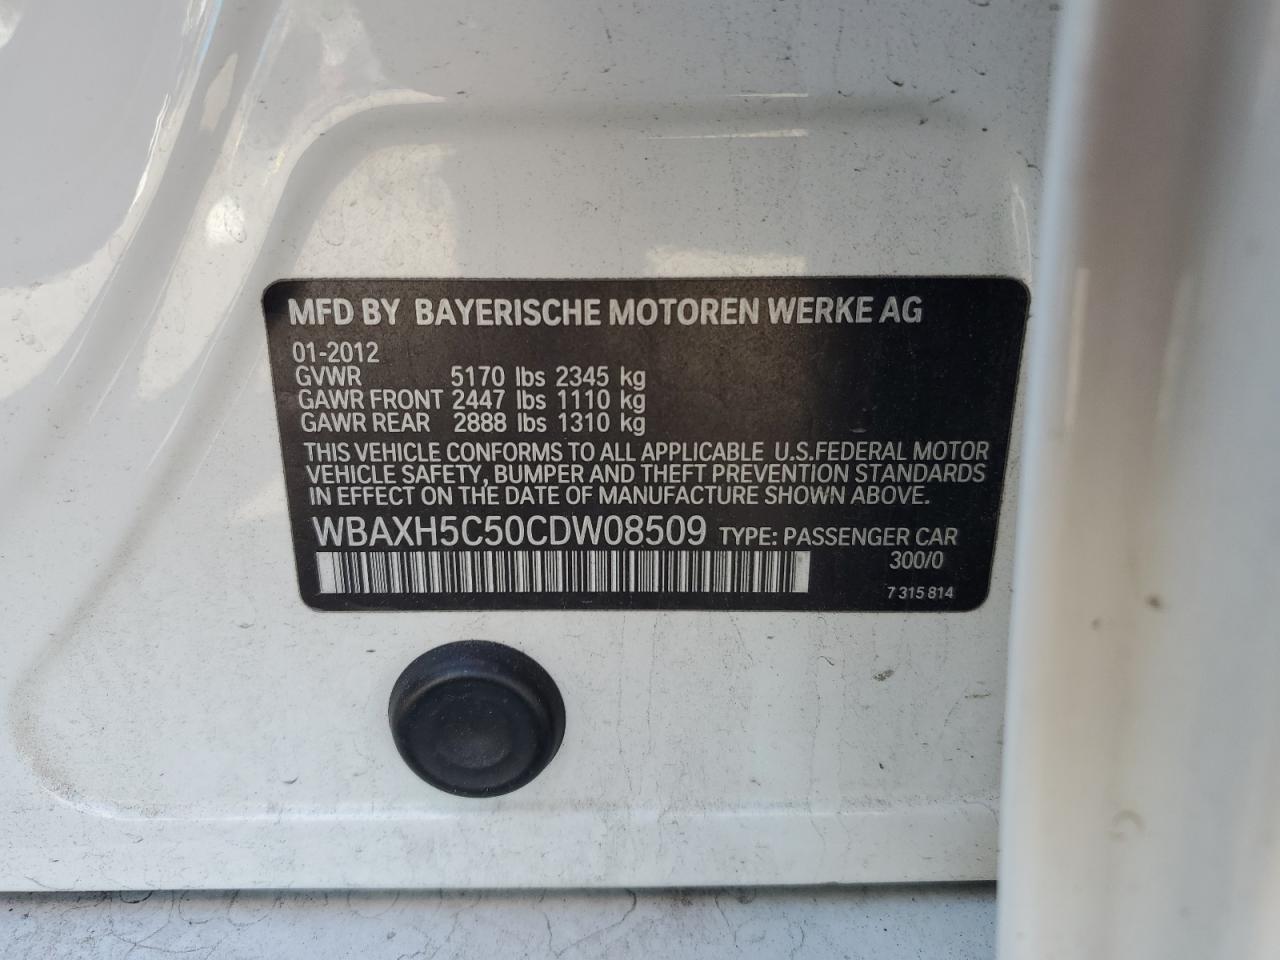 MFD BY BAYERISCHE MOTOREN WERKE AG
01-2012
GVWR 5170 lbs 2345 kg
GAWR FRONT 2447 lbs 1110 kg
GAWR REAR 2888 lbs 1310 kg
THIS VEHICLE CONFORMS TO ALL APPLICABLE U.S.FEDERAL MOTOR
VEHICLE SAFETY, BUMPER AND THEFT PREVENTION STANDARDS
IN EFFECT ON THE DATE OF MANUFACTURE SHOWN ABOVE.
WBAXH5C50CDW08509 TYPE: PASSENGER CAR
300/0
7 315 814